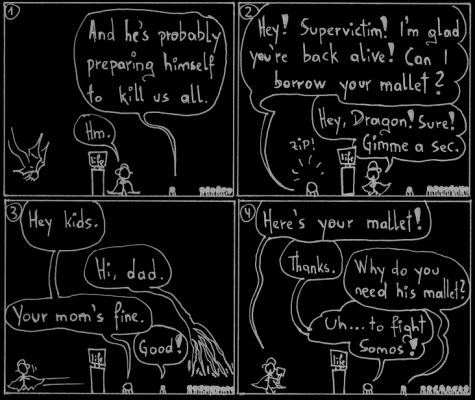 1
And he's probably
preparing himself
to kill us all.
Hm.
life
2
Hey! Supervictim! I'm glad
you're back alive! Can I
borrow your mallet?
Hey, Dragon! Sure!
Gimme a sec.
ZIP!
life
3
Hey kids.
Hi, dad.
Your mom's fine.
Good!
life
4
Here's your mallet!
Thanks.
Why do you
need his mallet?
Uh... to fight
Somos!
life